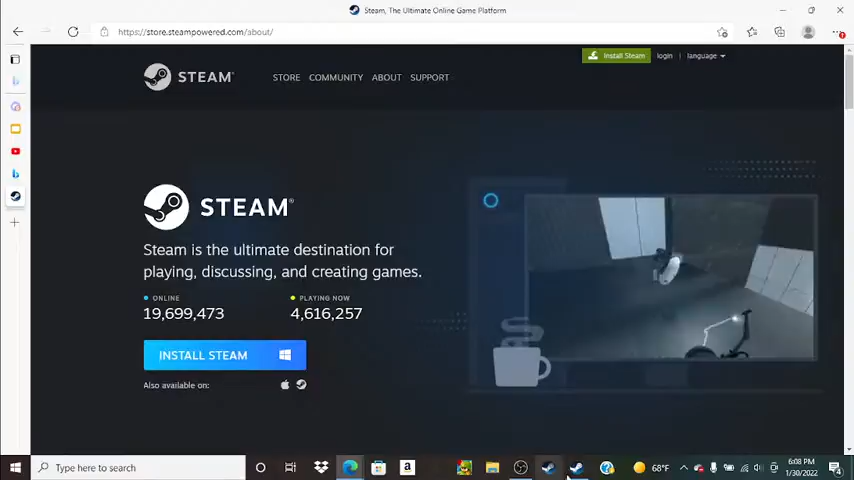 Steam, The Ultimate Online Game Platform
https://store.steampowered.com/about/
Install Steam
login
language
STEAM®
STORE
COMMUNITY
ABOUT
SUPPORT
STEAM®
Steam is the ultimate destination for
playing, discussing, and creating games.
ONLINE
PLAYING NOW
19,699,473
4,616,257
INSTALL STEAM
Also available on:
Type here to search
68°F
6:08 PM
1/30/2022
4